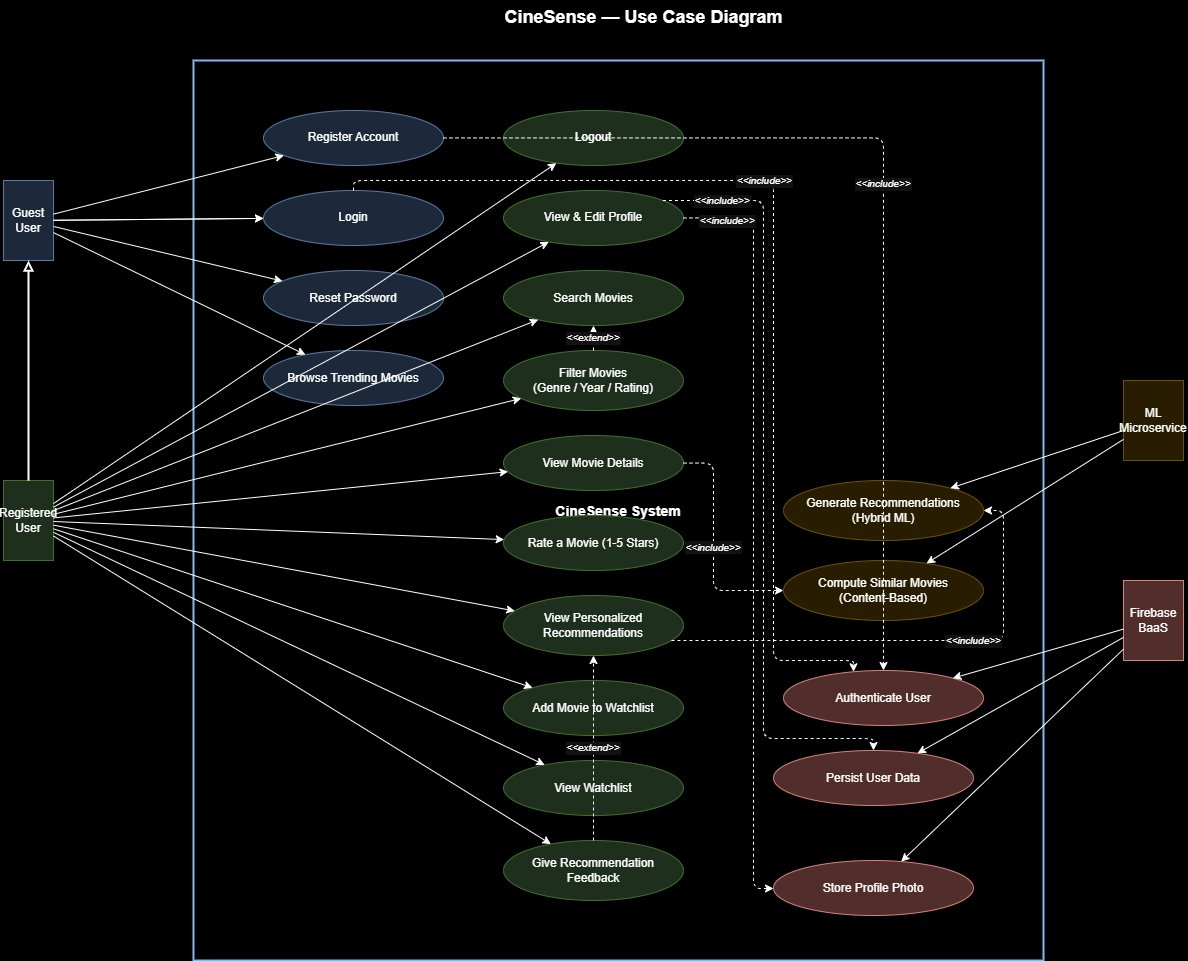 CineSense — Use Case Diagram
Register Account
Logout
<<include>>
<<include>>
Guest
User
Login
View & Edit Profile
<<include>>
<<include>>
Reset Password
Search Movies
<<extend>>
Browse Trending Movies
Filter Movies
(Genre / Year / Rating)
ML
Microservice
View Movie Details
Registered
User
Generate Recommendations
(Hybrid ML)
CineSense System
Rate a Movie (1-5 Stars)
<<include>>
Compute Similar Movies
(Content-Based)
Firebase
BaaS
View Personalized
Recommendations
<<include>>
Add Movie to Watchlist
Authenticate User
<<extend>>
View Watchlist
Persist User Data
Give Recommendation
Feedback
Store Profile Photo